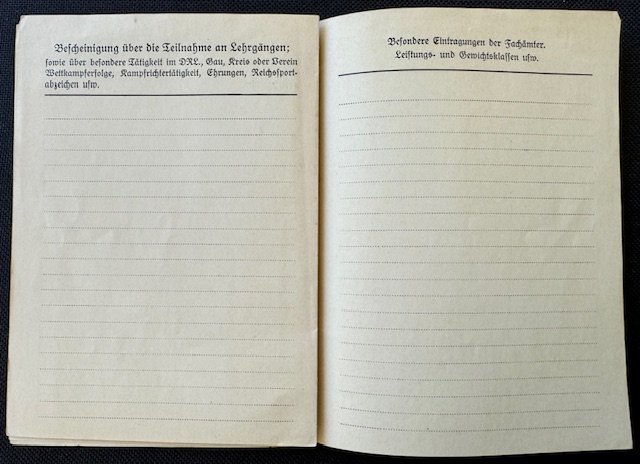 Bescheinigung über die Teilnahme an Lehrgängen;
sowie über besondere Tätigkeit im DRL., Gau, Kreis oder Verein
Wettkampferfolge, Kampfrichtertätigkeit, Ehrungen, Reichssport-
abzeichen usw.
Besondere Eintragungen der Fachämter.
Leistungs- und Gewichtsklassen usw.